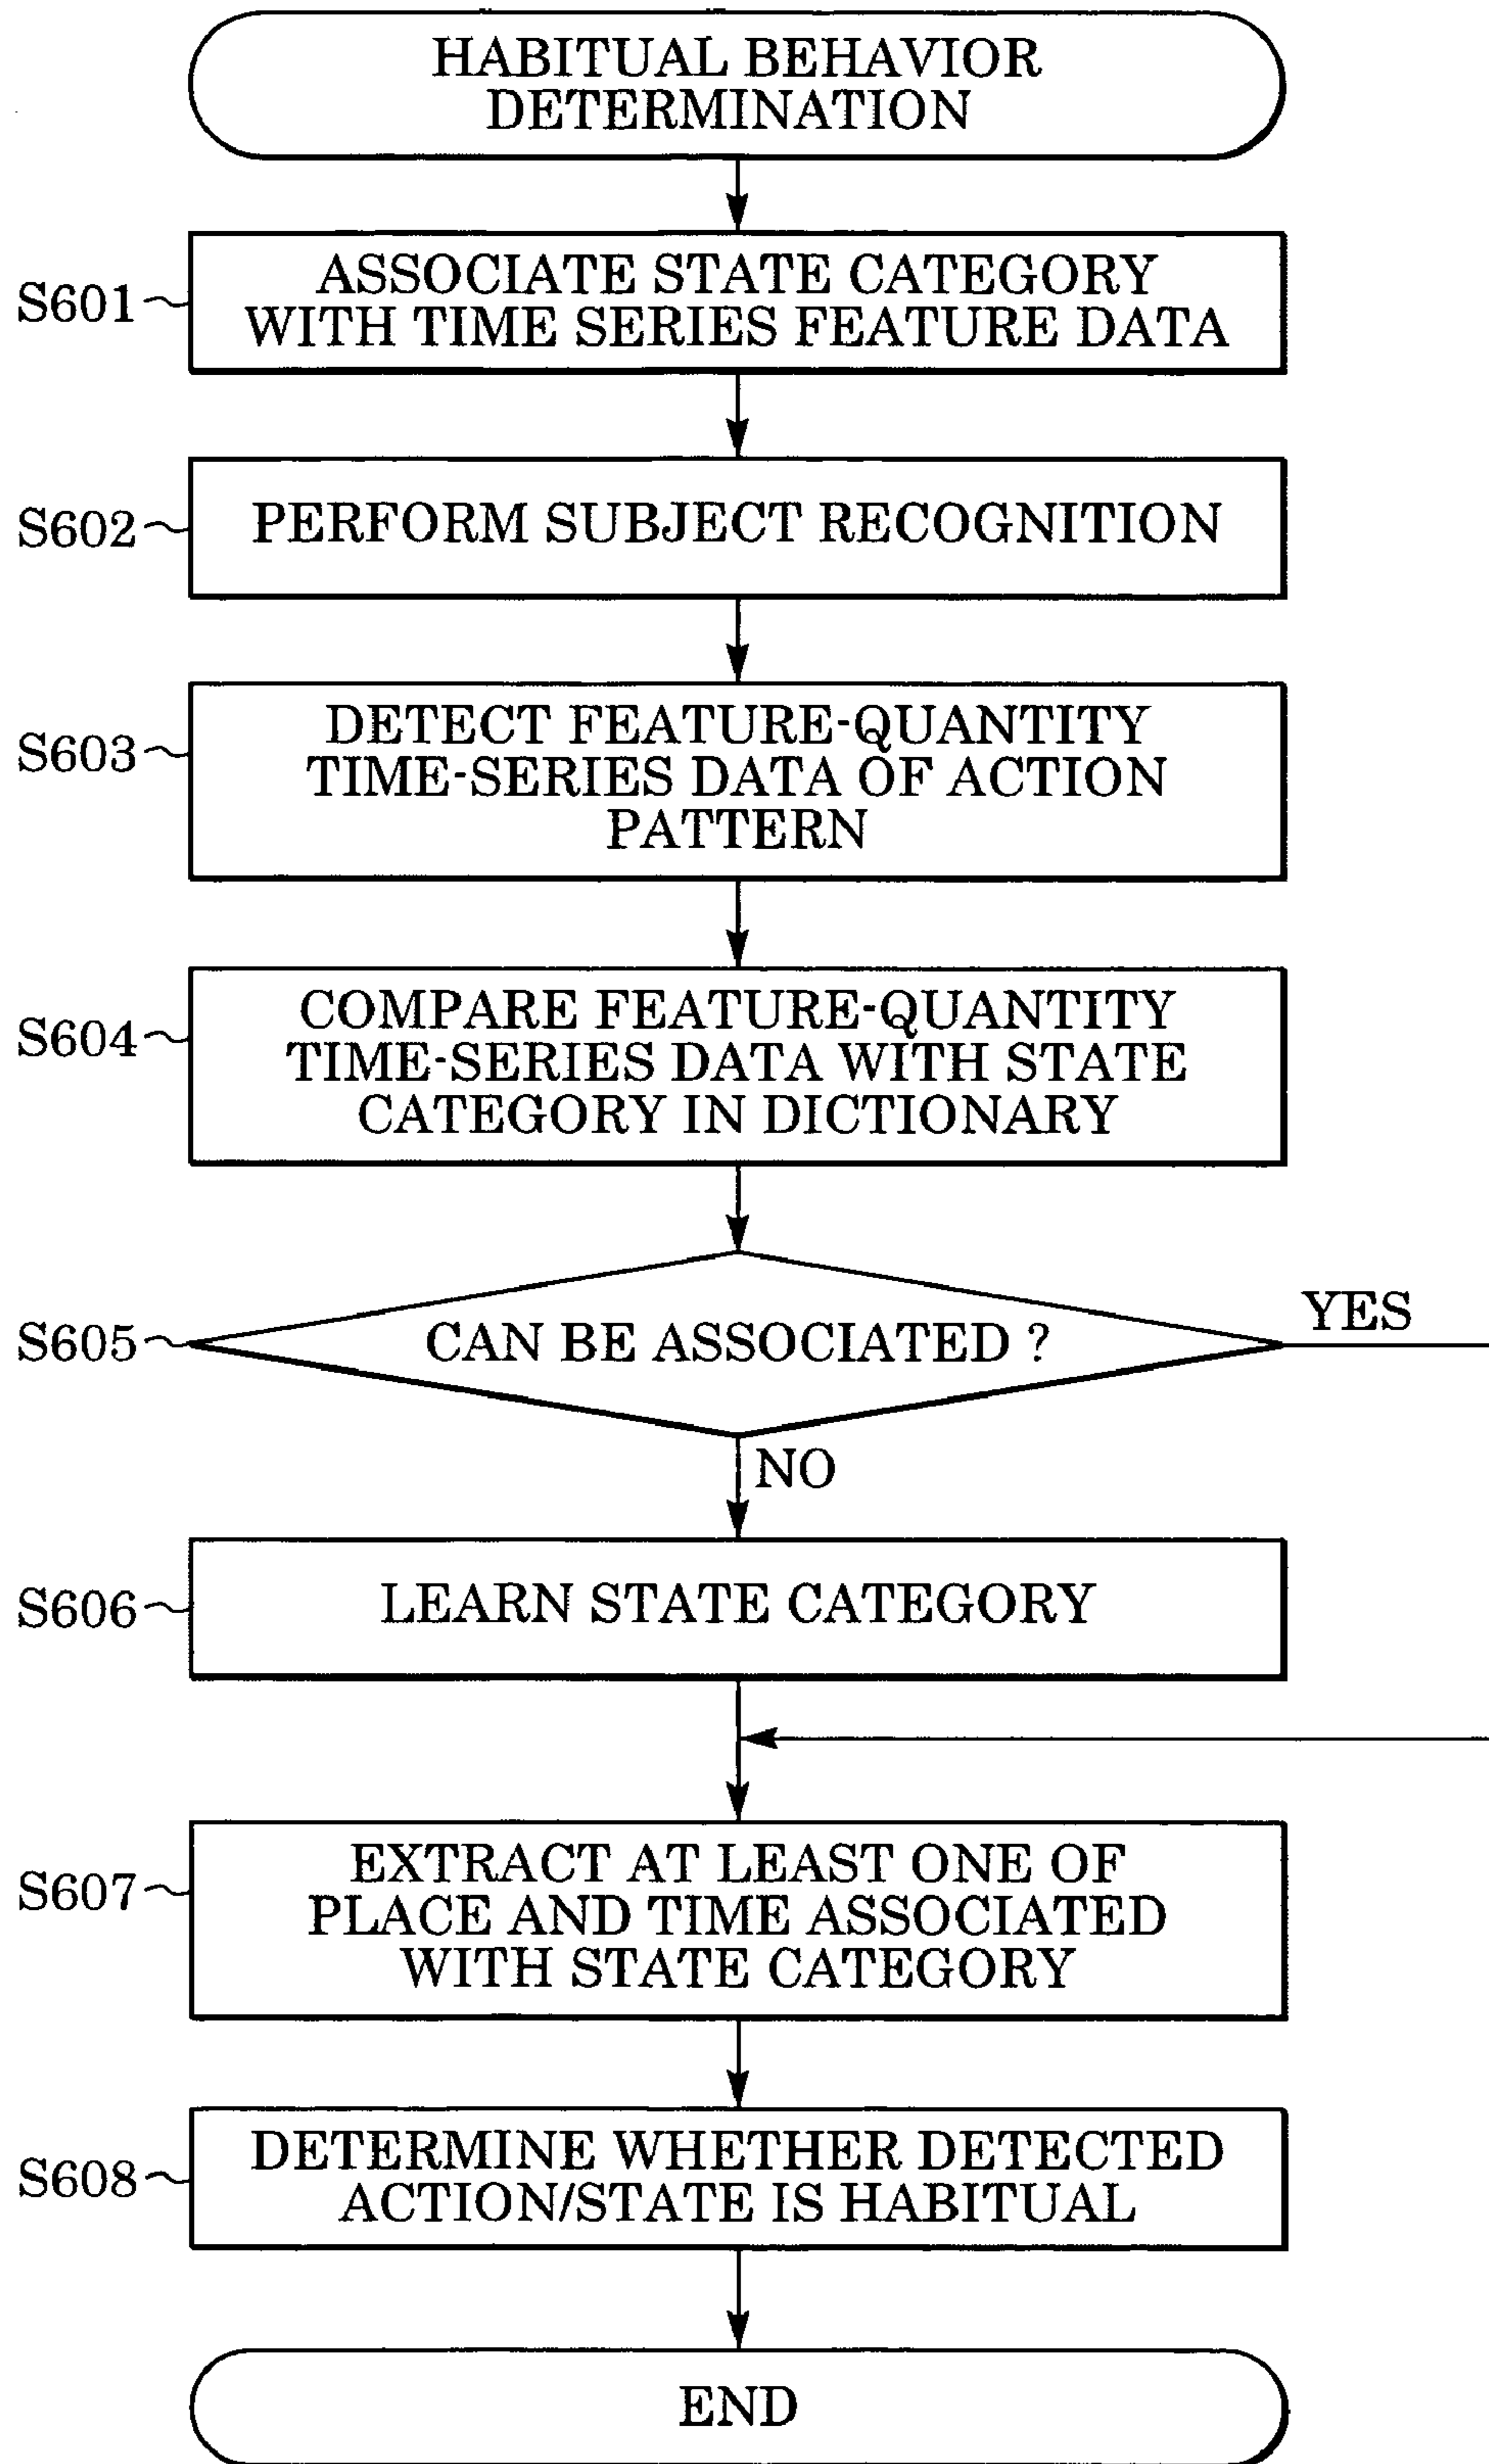 HABITUAL BEHAVIOR
DETERMINATION
S601
ASSOCIATE STATE CATEGORY
WITH TIME SERIES FEATURE DATA
S602
PERFORM SUBJECT RECOGNITION
S603
DETECT FEATURE-QUANTITY
TIME-SERIES DATA OF ACTION
PATTERN
S604
COMPARE FEATURE-QUANTITY
TIME-SERIES DATA WITH STATE
CATEGORY IN DICTIONARY
S605
CAN BE ASSOCIATED ?
YES
NO
S606
LEARN STATE CATEGORY
S607
EXTRACT AT LEAST ONE OF
PLACE AND TIME ASSOCIATED
WITH STATE CATEGORY
S608
DETERMINE WHETHER DETECTED
ACTION/STATE IS HABITUAL
END